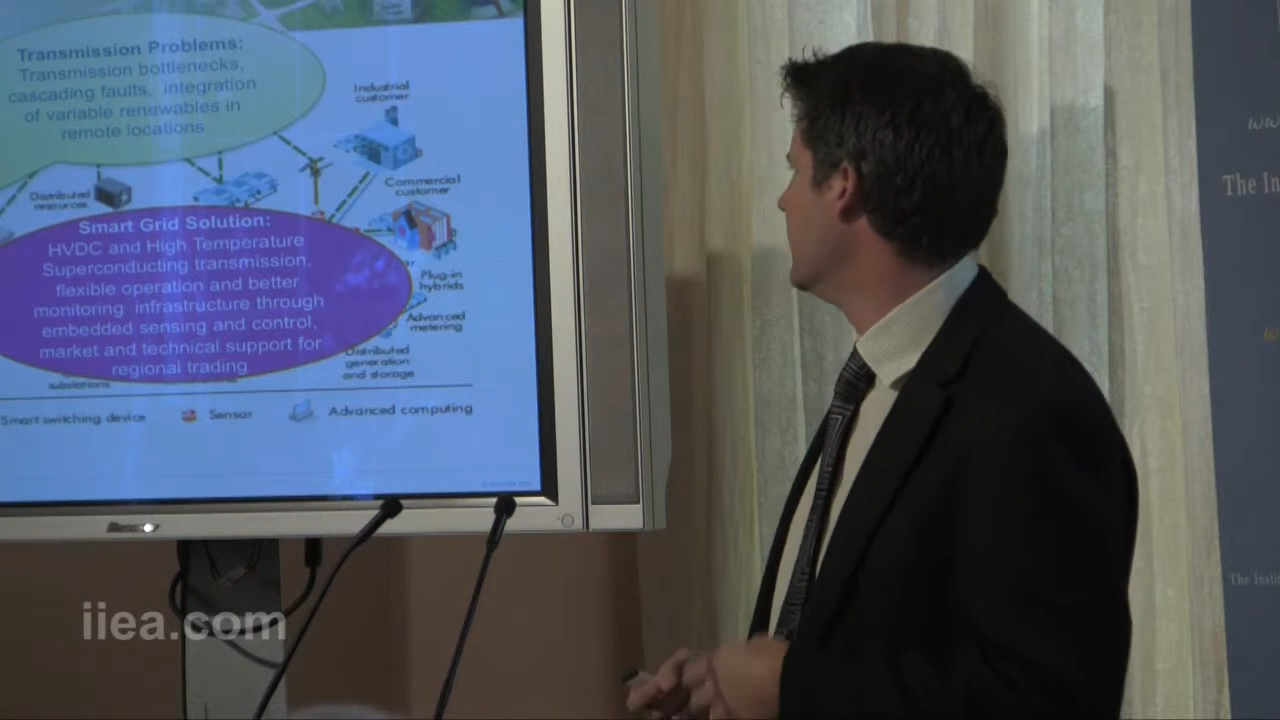 Transmission Problems:
Transmission bottlenecks,
cascading faults, integration
of variable renewables in
remote locations
Industrial
customer
Distributed
resources
Commercial
customer
Smart Grid Solution:
HVDC and High Temperature
Superconducting transmission,
flexible operation and better
monitoring infrastructure through
embedded sensing and control,
market and technical support for
regional trading
Plug-in
hybrids
Advanced
metering
Distributed
generation
and storage
substations
Smart switching device
Sensor
Advanced computing
iiea.com
ww
The In
The Insti